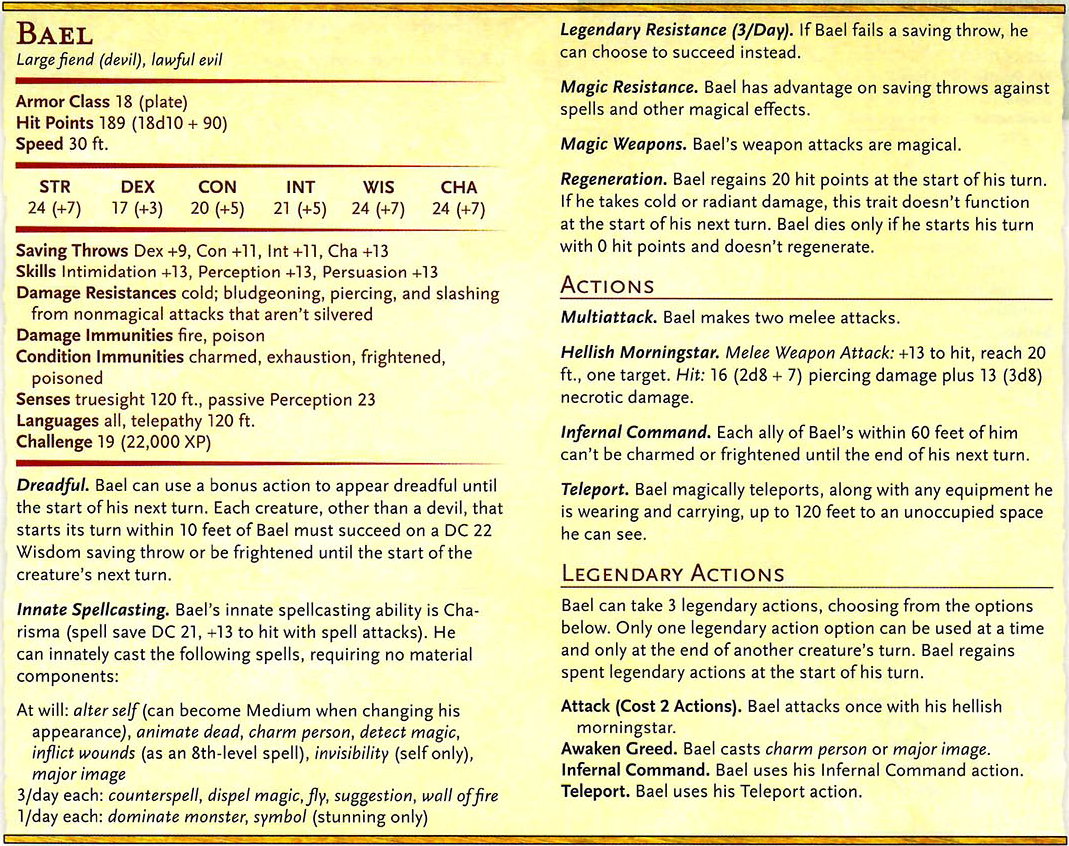 BAEL
Large fiend (devil), lawful evil
Armor Class 18 (plate)
Hit Points 189 (18d10 + 90)
Speed 30 ft.
STR DEX CON INT WIS CHA
24 (+7) 17 (+3) 20 (+5) 21 (+5) 24 (+7) 24 (+7)
Saving Throws Dex +9, Con +11, Int +11, Cha +13
Skills Intimidation +13, Perception +13, Persuasion +13
Damage Resistances cold; bludgeoning, piercing, and slashing
from nonmagical attacks that aren't silvered
Damage Immunities fire, poison
Condition Immunities charmed, exhaustion, frightened,
poisoned
Senses truesight 120 ft., passive Perception 23
Languages all, telepathy 120 ft.
Challenge 19 (22,000 XP)
Dreadful. Bael can use a bonus action to appear dreadful until
the start of his next turn. Each creature, other than a devil, that
starts its turn within 10 feet of Bael must succeed on a DC 22
Wisdom saving throw or be frightened until the start of the
creature's next turn.
Innate Spellcasting. Bael's innate spellcasting ability is Cha-
risma (spell save DC 21, +13 to hit with spell attacks). He
can innately cast the following spells, requiring no material
components:
At will: alter self (can become Medium when changing his
appearance), animate dead, charm person, detect magic,
inflict wounds (as an 8th-level spell), invisibility (self only),
major image
3/day each: counterspell, dispel magic, fly, suggestion, wall of fire
1/day each: dominate monster, symbol (stunning only)
Legendary Resistance (3/Day). If Bael fails a saving throw, he
can choose to succeed instead.
Magic Resistance. Bael has advantage on saving throws against
spells and other magical effects.
Magic Weapons. Bael's weapon attacks are magical.
Regeneration. Bael regains 20 hit points at the start of his turn.
If he takes cold or radiant damage, this trait doesn't function
at the start of his next turn. Bael dies only if he starts his turn
with 0 hit points and doesn't regenerate.
ACTIONS
Multiattack. Bael makes two melee attacks.
Hellish Morningstar. Melee Weapon Attack: +13 to hit, reach 20
ft., one target. Hit: 16 (2d8 + 7) piercing damage plus 13 (3d8)
necrotic damage.
Infernal Command. Each ally of Bael's within 60 feet of him
can't be charmed or frightened until the end of his next turn.
Teleport. Bael magically teleports, along with any equipment he
is wearing and carrying, up to 120 feet to an unoccupied space
he can see.
LEGENDARY ACTIONS
Bael can take 3 legendary actions, choosing from the options
below. Only one legendary action option can be used at a time
and only at the end of another creature's turn. Bael regains
spent legendary actions at the start of his turn.
Attack (Cost 2 Actions). Bael attacks once with his hellish
morningstar.
Awaken Greed. Bael casts charm person or major image.
Infernal Command. Bael uses his Infernal Command action.
Teleport. Bael uses his Teleport action.